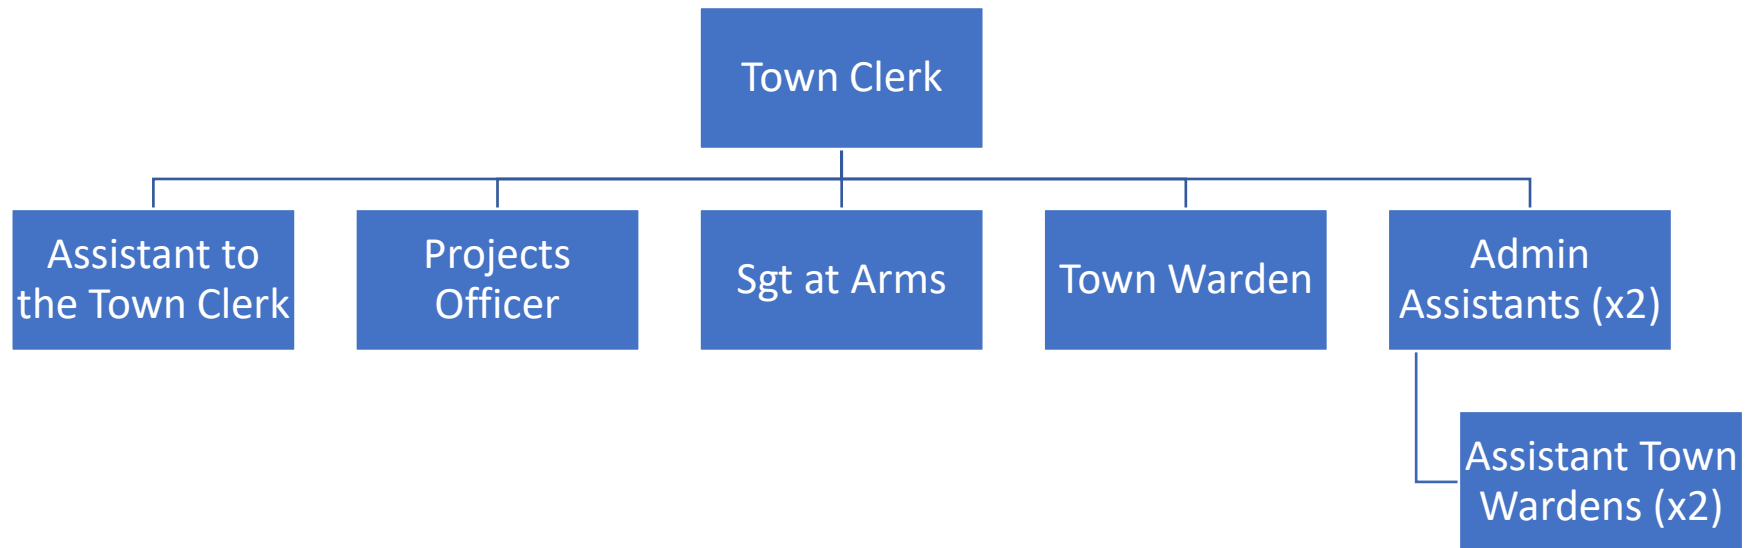 Town Clerk
Assistant to
the Town Clerk
Projects
Officer
Sgt at Arms
Town Warden
Admin
Assistants (x2)
Assistant Town
Wardens (x2)